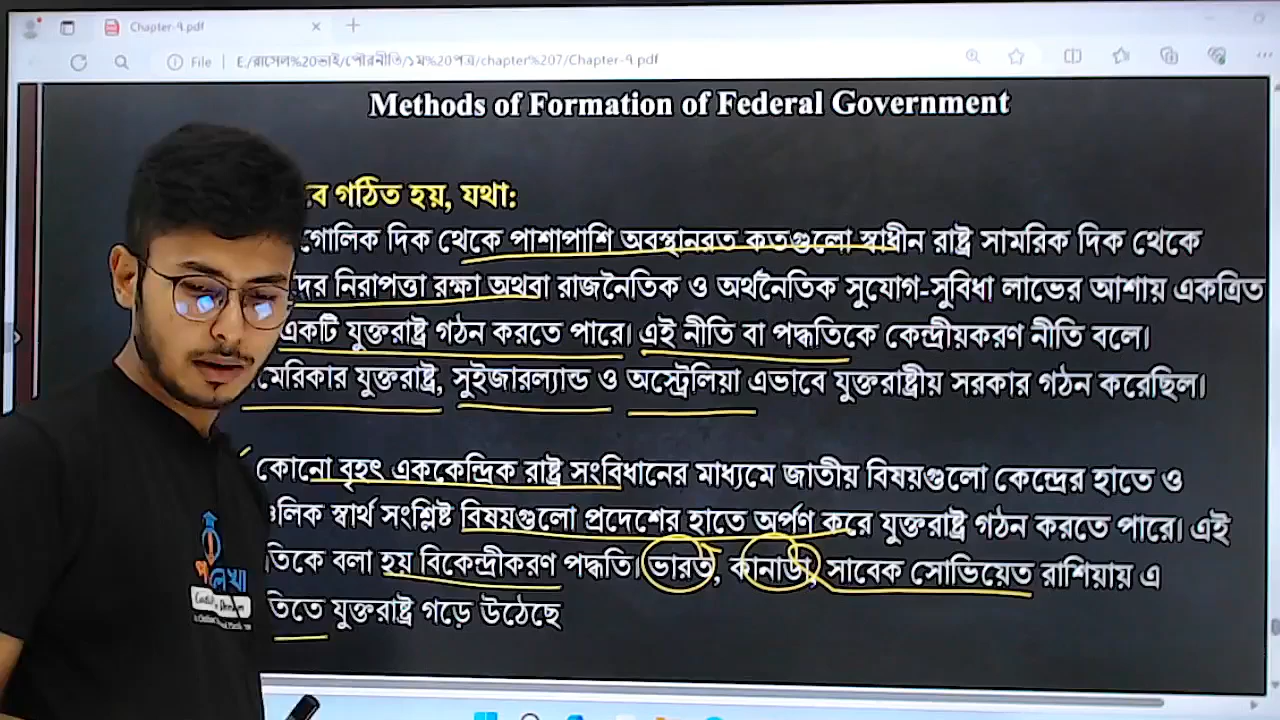 Chapter-৭.pdf
File E:/রাসেল%20ভাই/পৌরনীতি/১ম%20পত্র/chapter%207/Chapter-৭.pdf
Methods of Formation of Federal Government
গঠিত হয়, যথা:
দিক থেকে পাশাপাশি অবস্থানরত কতগুলো স্বাধীন রাষ্ট্র সামরিক দিক থেকে
নিরাপত্তা রক্ষা অথবা রাজনৈতিক ও অর্থনৈতিক সুযোগ-সুবিধা লাভের আশায় একত্রিত
একটি যুক্তরাষ্ট্র গঠন করতে পারে। এই নীতি বা পদ্ধতিকে কেন্দ্রীয়করণ নীতি বলে।
যুক্তরাষ্ট্র, সুইজারল্যান্ড ও অস্ট্রেলিয়া এভাবে যুক্তরাষ্ট্রীয় সরকার গঠন করেছিল।
কোনো বৃহৎ এককেন্দ্রিক রাষ্ট্র সংবিধানের মাধ্যমে জাতীয় বিষয়গুলো কেন্দ্রের হাতে ও
স্বার্থ সংশ্লিষ্ট বিষয়গুলো প্রদেশের হাতে অর্পণ করে যুক্তরাষ্ট্র গঠন করতে পারে। এই
বলা হয় বিকেন্দ্রীকরণ পদ্ধতি। ভারত, কানাডা, সাবেক সোভিয়েত রাশিয়ায় এ
যুক্তরাষ্ট্র গড়ে উঠেছে